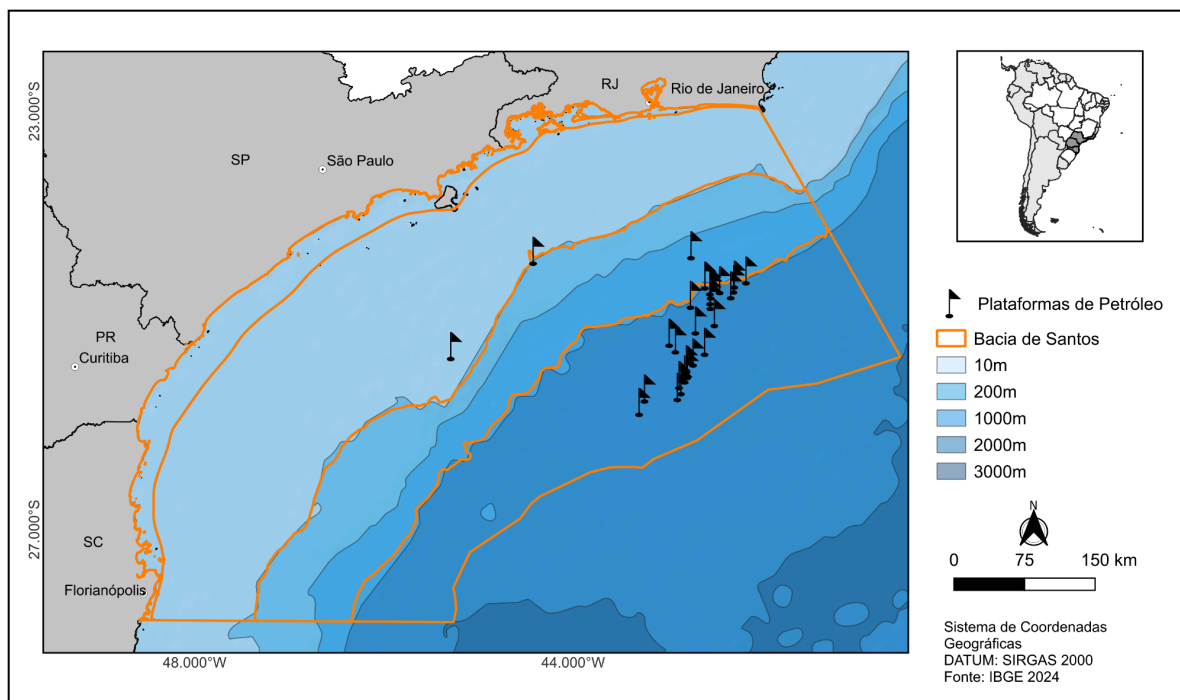 RJ
Rio de Janeiro
SP
São Paulo
PR
Curitiba
SC
Florianópolis
23.000°S
27.000°S
48.000°W
44.000°W
Plataformas de Petróleo
Bacia de Santos
10m
200m
1000m
2000m
3000m
N
0 75 150 km
Sistema de Coordenadas
Geográficas
DATUM: SIRGAS 2000
Fonte: IBGE 2024